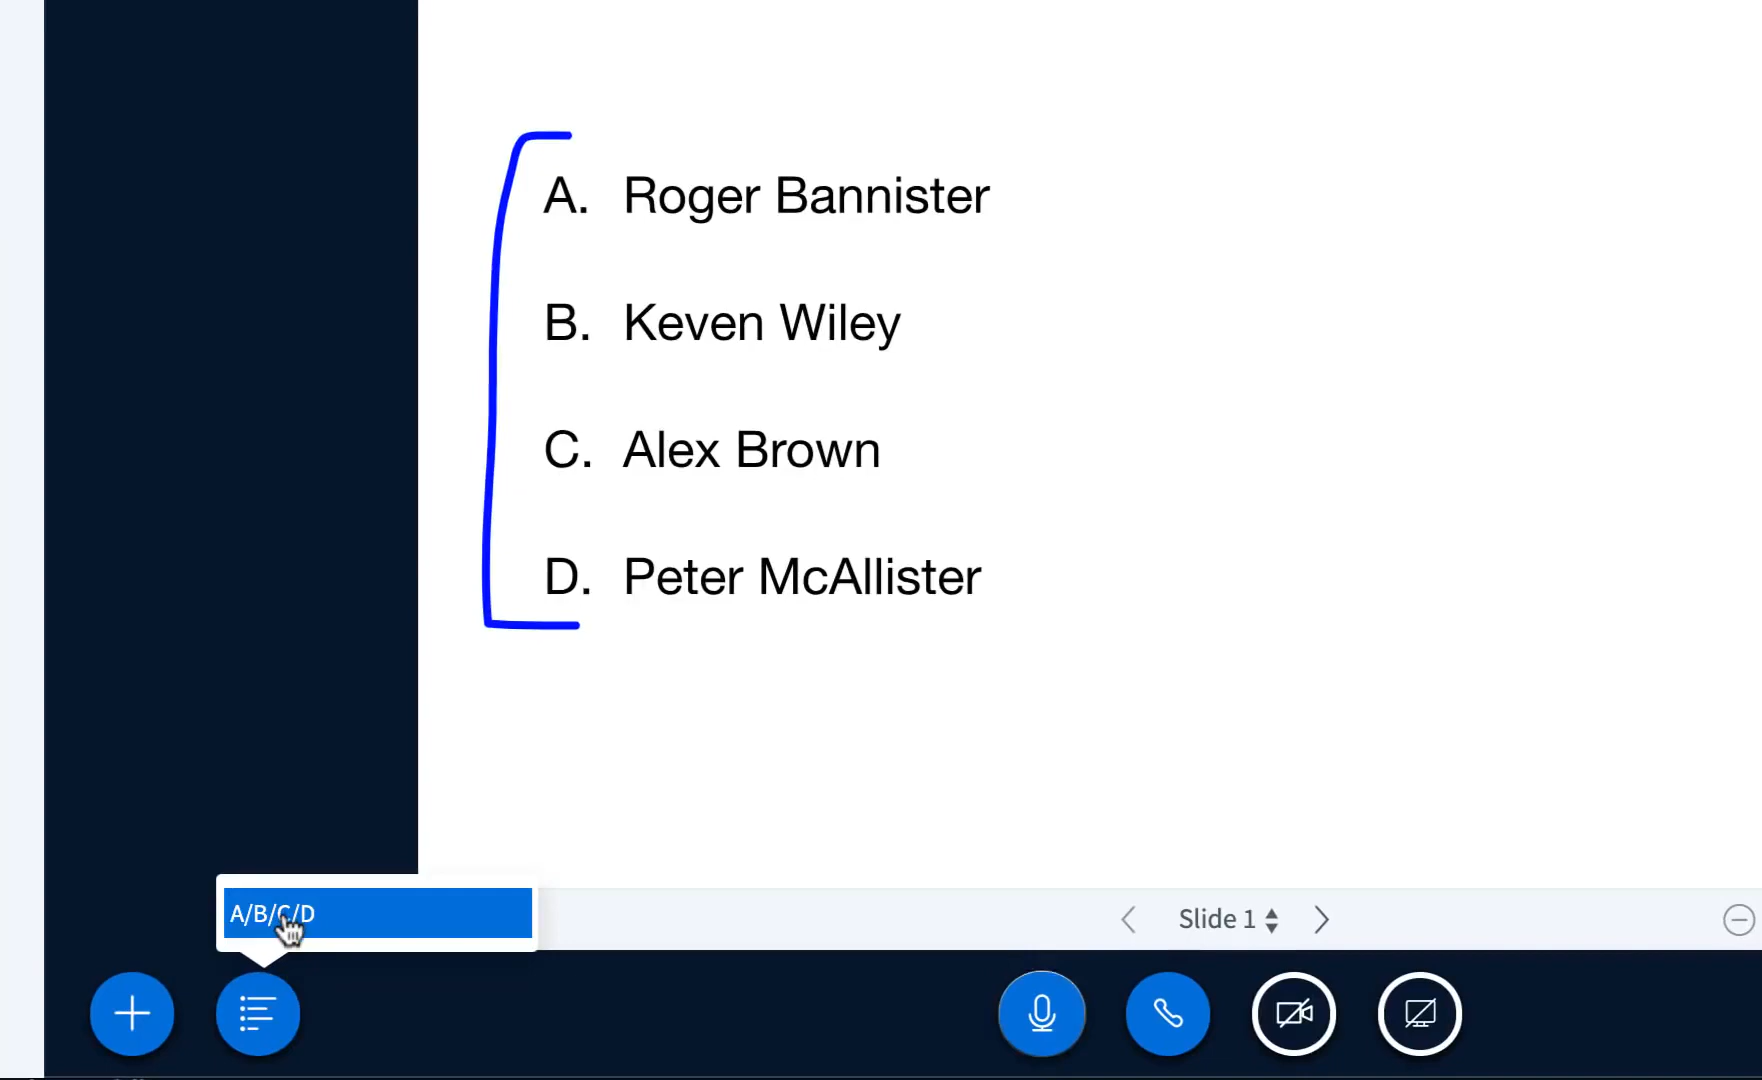 A. Roger Bannister
B. Keven Wiley
C. Alex Brown
D. Peter McAllister
A/B/C/D
Slide 1